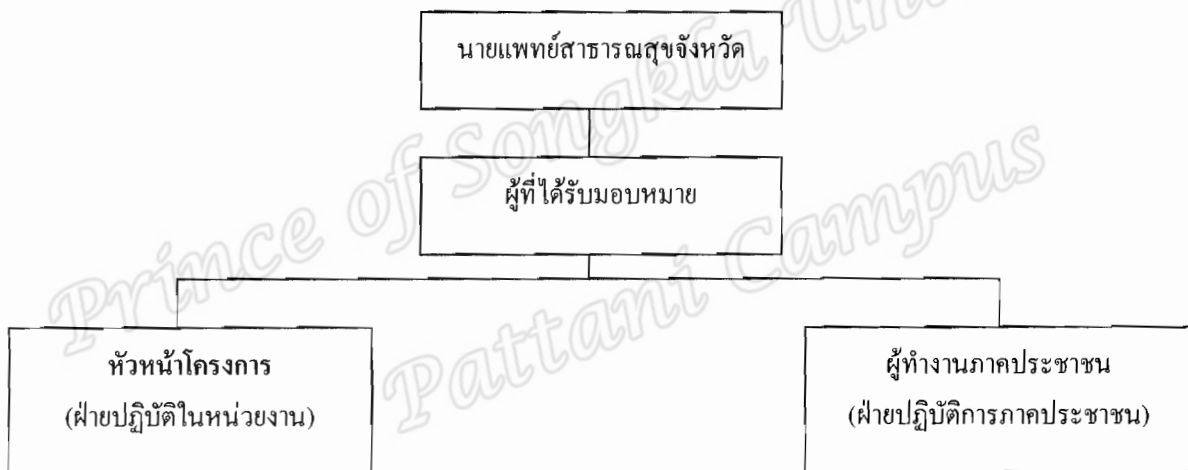 นายแพทย์สาธารณสุขจังหวัด
ผู้ที่ได้รับมอบหมาย
หัวหน้าโครงการ
(ฝ่ายปฏิบัติในหน่วยงาน)
ผู้ทำงานภาคประชาชน
(ฝ่ายปฏิบัติการภาคประชาชน)
Prince of Songkla
Pattani Campus